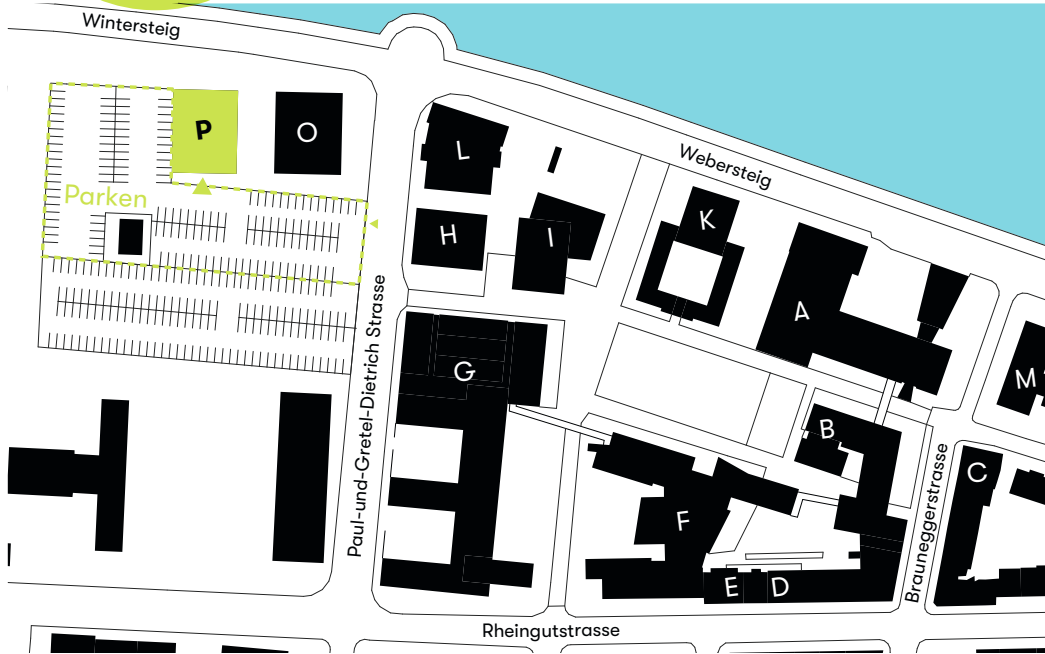 Wintersteig
P
O
L
Webersteig
Parken
K
H
I
A
Paul-und-Gretel-Dietrich Strasse
G
M
B
C
F
Brauneggerstrasse
E
D
Rheingutstrasse